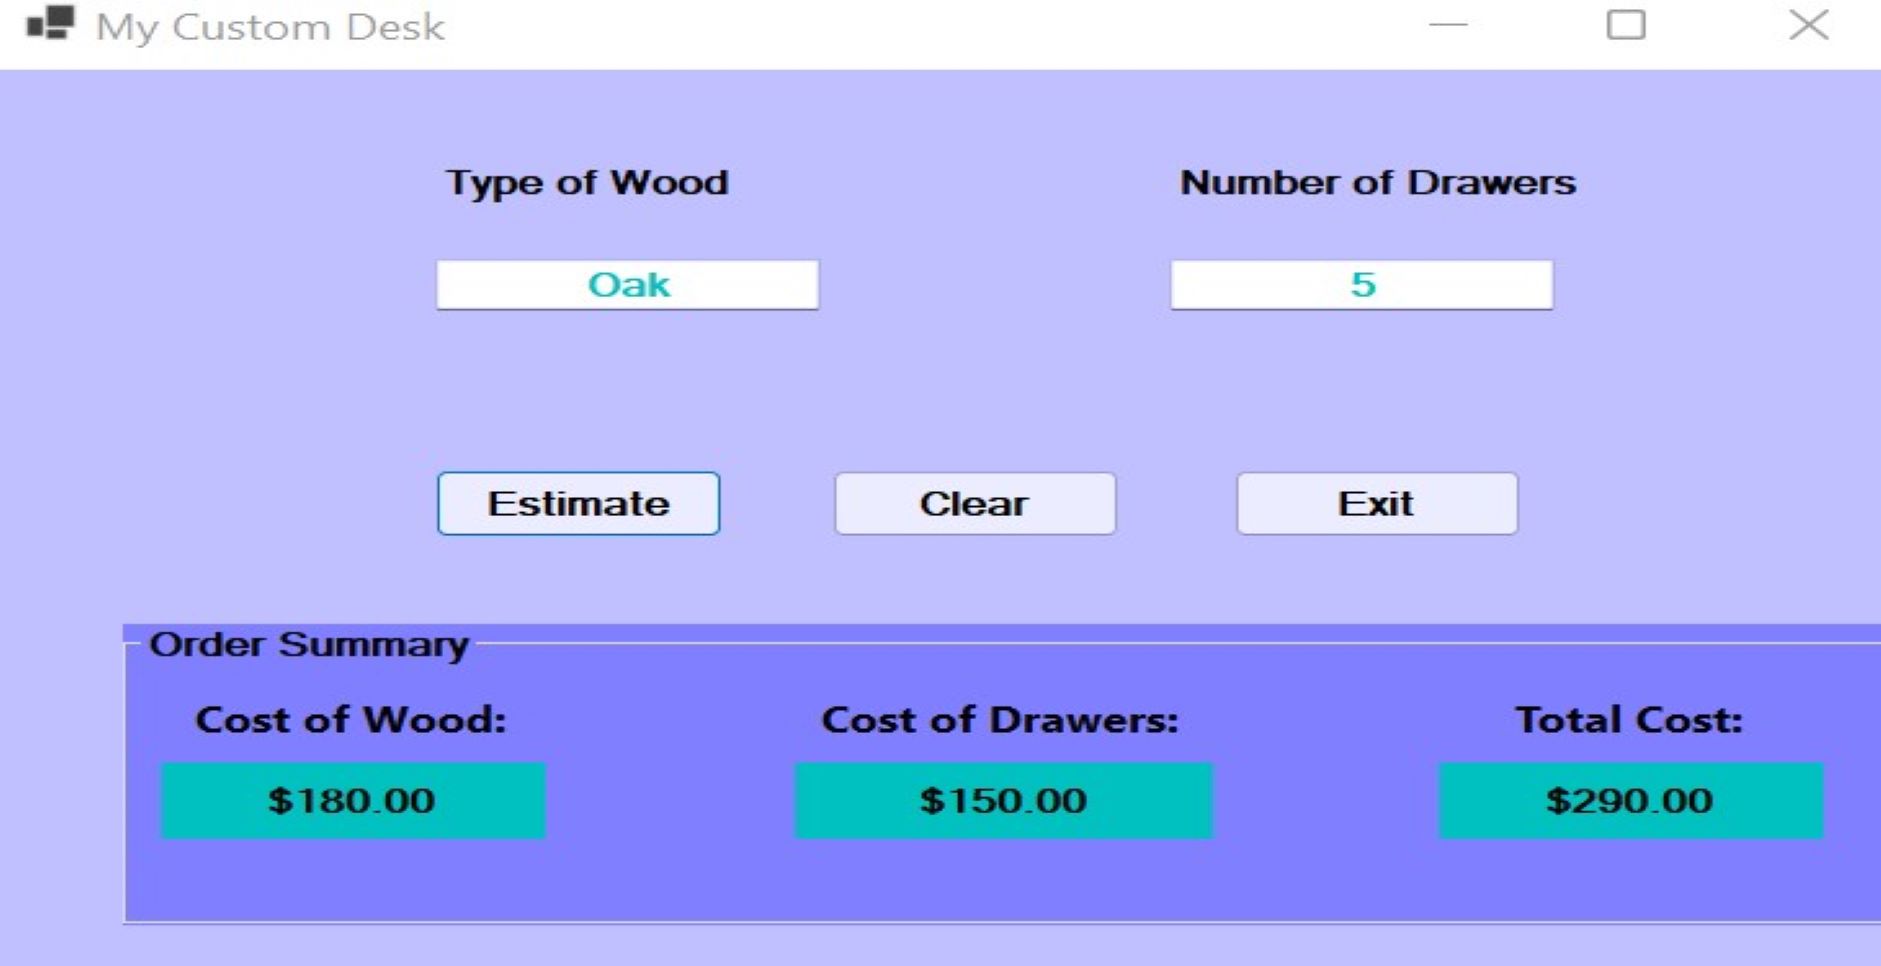 My Custom Desk
Type of Wood Number of Drawers
Oak 5
Estimate Clear Exit
Order Summary
Cost of Wood: Cost of Drawers: Total Cost:
$180.00 $150.00 $290.00